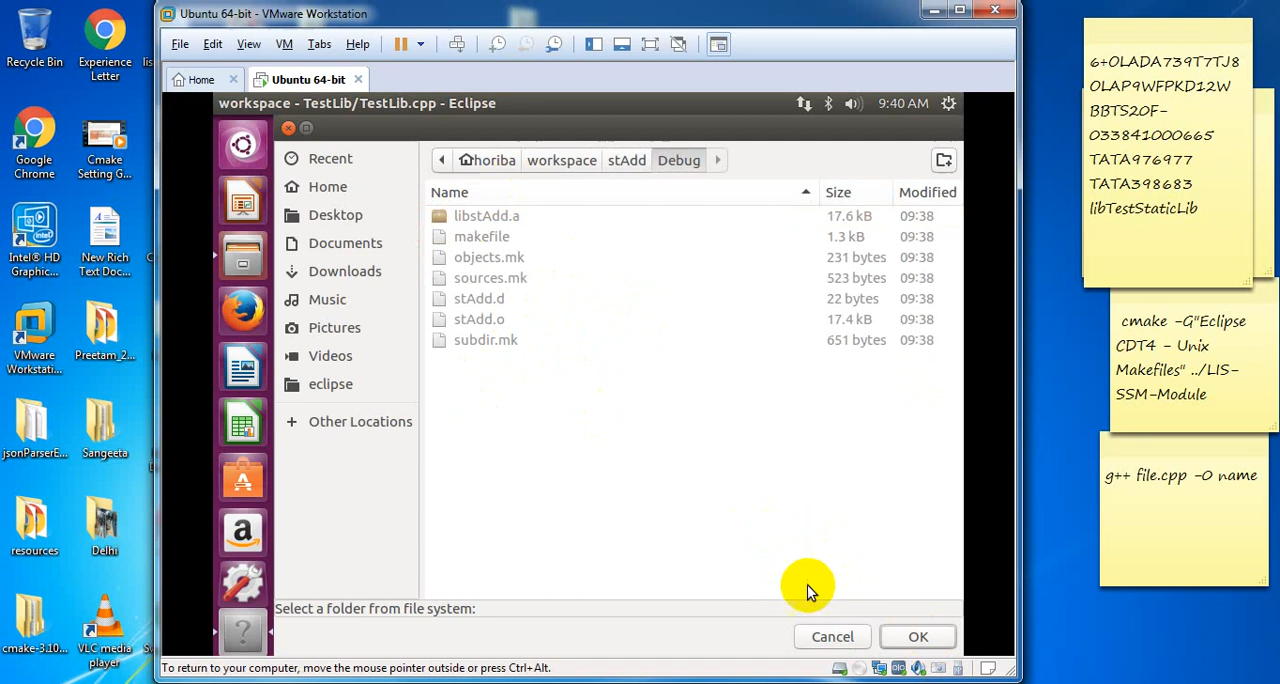 Recycle Bin
Experience
Letter
Google
Chrome
Cmake
Setting G...
Intel® HD
Graphic...
New Rich
Text Doc...
VMware
Workstati...
Preetam_2...
jsonParserE...
Sangeeta
resources
Delhi
cmake-3.10...
VLC media
player
Ubuntu 64-bit - VMware Workstation
File Edit View VM Tabs Help
Home
Ubuntu 64-bit
workspace - TestLib/TestLib.cpp - Eclipse
9:40 AM
Recent
Home
Desktop
Documents
Downloads
Music
Pictures
Videos
eclipse
+ Other Locations
horiba workspace stAdd Debug
Name Size Modified
libstAdd.a 17.6 kB 09:38
makefile 1.3 kB 09:38
objects.mk 231 bytes 09:38
sources.mk 523 bytes 09:38
stAdd.d 22 bytes 09:38
stAdd.o 17.4 kB 09:38
subdir.mk 651 bytes 09:38
Select a folder from file system:
Cancel OK
To return to your computer, move the mouse pointer outside or press Ctrl+Alt.
6+OLADA739T7TJ8
OLAP9WFPKD12W
BBTS20F-
033841000665
TATA976977
TATA398683
libTestStaticLib
cmake -G"Eclipse
CDT4 - Unix
Makefiles" ../LIS-
SSM-Module
g++ file.cpp -O name